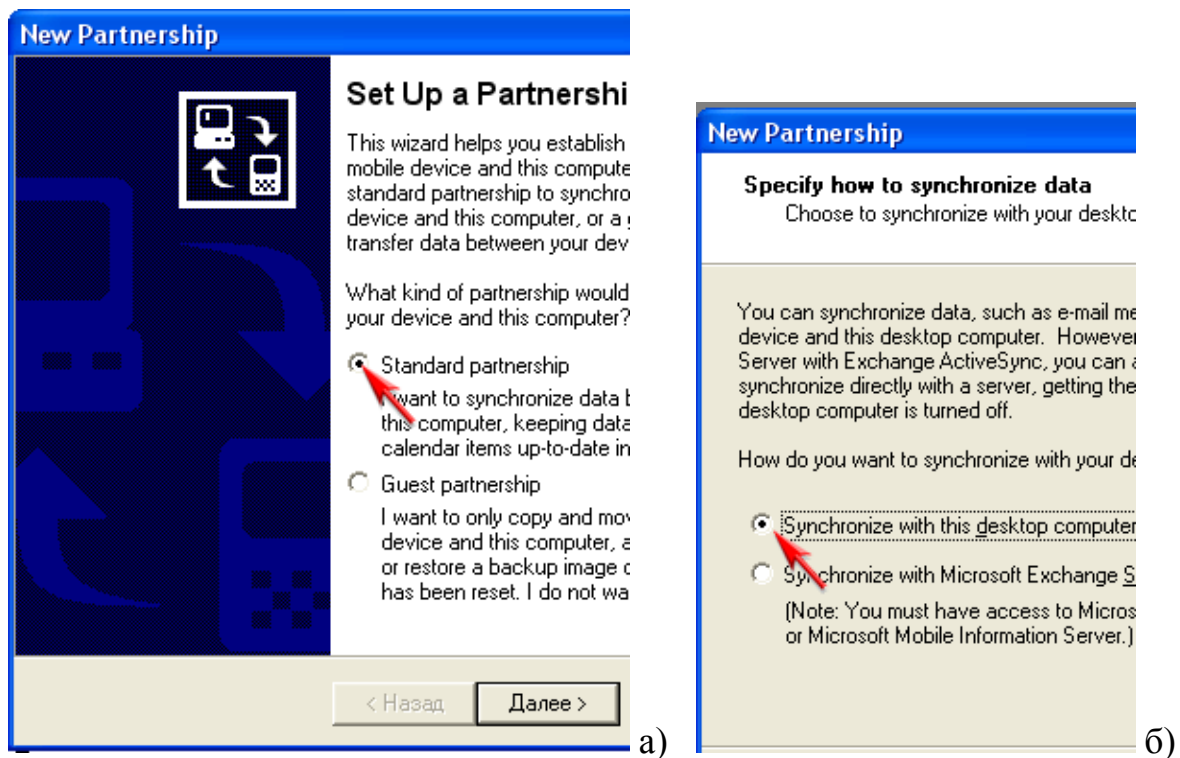 New Partnership
Set Up a Partnershi
This wizard helps you establish
mobile device and this compute
standard partnership to synchro
device and this computer, or a
transfer data between your dev
What kind of partnership would
your device and this computer?
Standard partnership
want to synchronize data
this computer, keeping data
calendar items up-to-date in
Guest partnership
I want to only copy and mov
device and this computer, a
or restore a backup image
has been reset. I do not wa
< Назад
Далее >
а)
New Partnership
Specify how to synchronize data
Choose to synchronize with your deskto
You can synchronize data, such as e-mail me
device and this desktop computer. However
Server with Exchange ActiveSync, you can a
synchronize directly with a server, getting the
desktop computer is turned off.
How do you want to synchronize with your de
Synchronize with this desktop computer
Synchronize with Microsoft Exchange S
(Note: You must have access to Micros
or Microsoft Mobile Information Server.)
б)